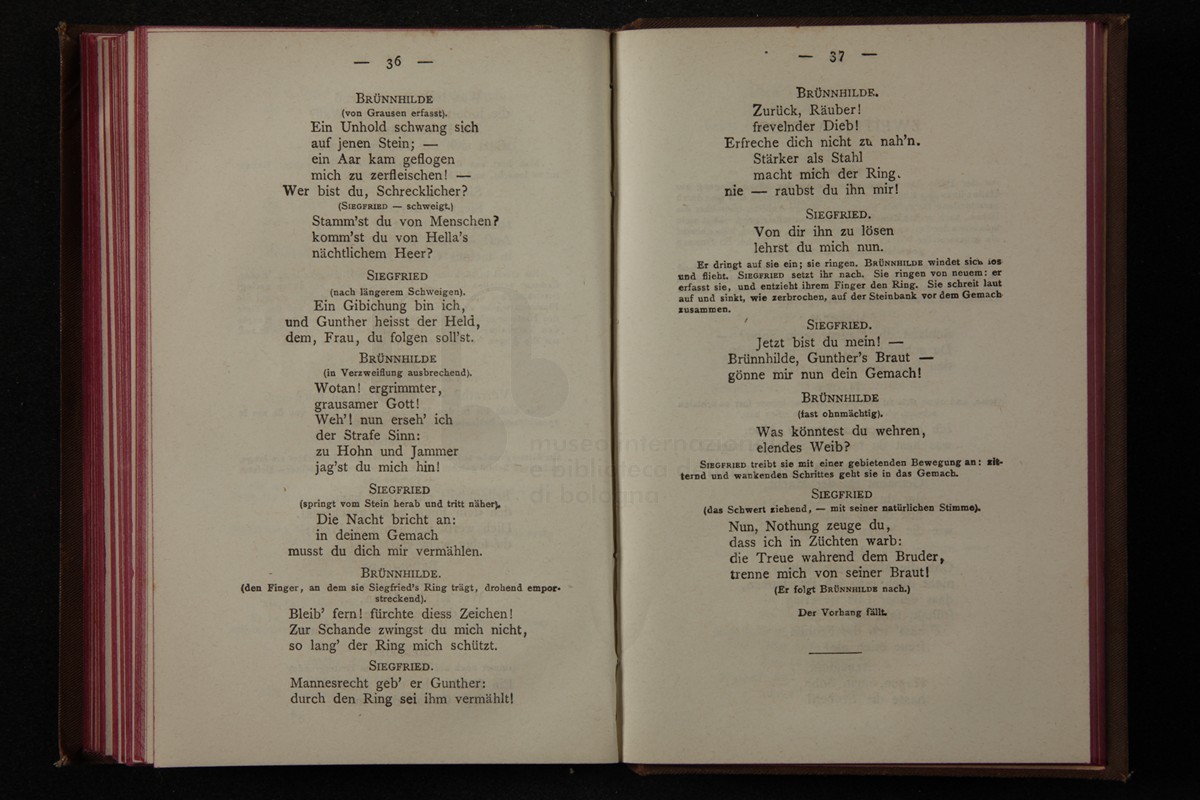 — 36 —
BRÜNNHILDE
(von Grausen erfasst).
Ein Unhold schwang sich
auf jenen Stein; —
ein Aar kam geflogen
mich zu zerfleischen! —
Wer bist du, Schrecklicher?
(SIEGFRIED — schweigt.)
Stamm'st du von Menschen?
komm'st du von Hella's
nächtlichem Heer?
SIEGFRIED
(nach längerem Schweigen).
Ein Gibichung bin ich,
und Gunther heisst der Held,
dem, Frau, du folgen soll'st.
BRÜNNHILDE
(in Verzweiflung ausbrechend).
Wotan! ergrimmter,
grausamer Gott!
Weh'! nun erseh' ich
der Strafe Sinn:
zu Hohn und Jammer
jag'st du mich hin!
SIEGFRIED
(springt vom Stein herab und tritt näher).
Die Nacht bricht an:
in deinem Gemach
musst du dich mir vermählen.
BRÜNNHILDE.
(den Finger, an dem sie Siegfried's Ring trägt, drohend empor-
streckend).
Bleib' fern! fürchte diess Zeichen!
Zur Schande zwingst du mich nicht,
so lang' der Ring mich schützt.
SIEGFRIED.
Mannesrecht geb' er Gunther:
durch den Ring sei ihm vermählt!
— 37 —
BRÜNNHILDE.
Zurück, Räuber!
frevelnder Dieb!
Erfreche dich nicht zu nah'n.
Stärker als Stahl
macht mich der Ring.
nie — raubst du ihn mir!
SIEGFRIED.
Von dir ihn zu lösen
lehrst du mich nun.
Er dringt auf sie ein; sie ringen. BRÜNNHILDE windet sich los
und flieht. SIEGFRIED setzt ihr nach. Sie ringen von neuem: er
erfasst sie, und entzieht ihrem Finger den Ring. Sie schreit laut
auf und sinkt, wie zerbrochen, auf der Steinbank vor dem Gemach
zusammen.
SIEGFRIED.
Jetzt bist du mein! —
Brünnhilde, Gunther's Braut —
gönne mir nun dein Gemach!
BRÜNNHILDE
(fast ohnmächtig).
Was könntest du wehren,
elendes Weib?
SIEGFRIED treibt sie mit einer gebietenden Bewegung an: zit-
ternd und wankenden Schrittes geht sie in das Gemach.
SIEGFRIED
(das Schwert ziehend, — mit seiner natürlichen Stimme).
Nun, Nothung zeuge du,
dass ich in Züchten warb:
die Treue wahrend dem Bruder,
trenne mich von seiner Braut!
(Er folgt BRÜNNHILDE nach.)
Der Vorhang fällt.
museo internazion
e biblioteca d
di bologna